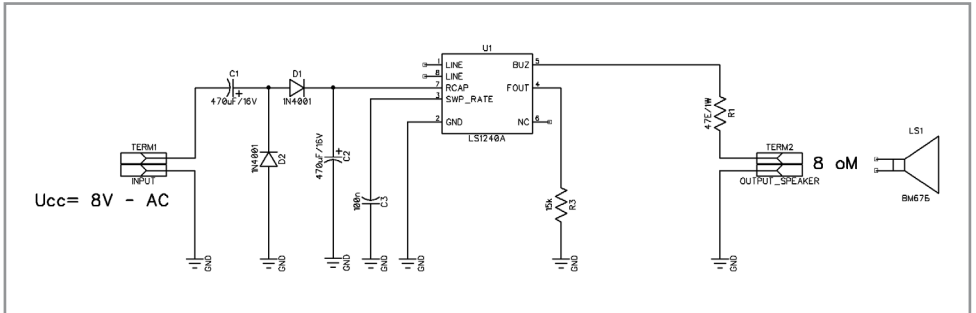 U1
1 LINE
8 LINE
7 RCAP
3 SWP_RATE
2 GND
BUZ 5
FOUT 4
NC 6
LS1240A
C1
+
470uF/16V
D1
1N4001
1N4001
D2
470uF/16V
+
C2
100n
C3
15k
R3
47E/1W
R1
TERM1
INPUT
Ucc= 8V - AC
TERM2
OUTPUT_SPEAKER
8 oM
LS1
BM676
GND
GND
GND
GND
GND
GND
GND